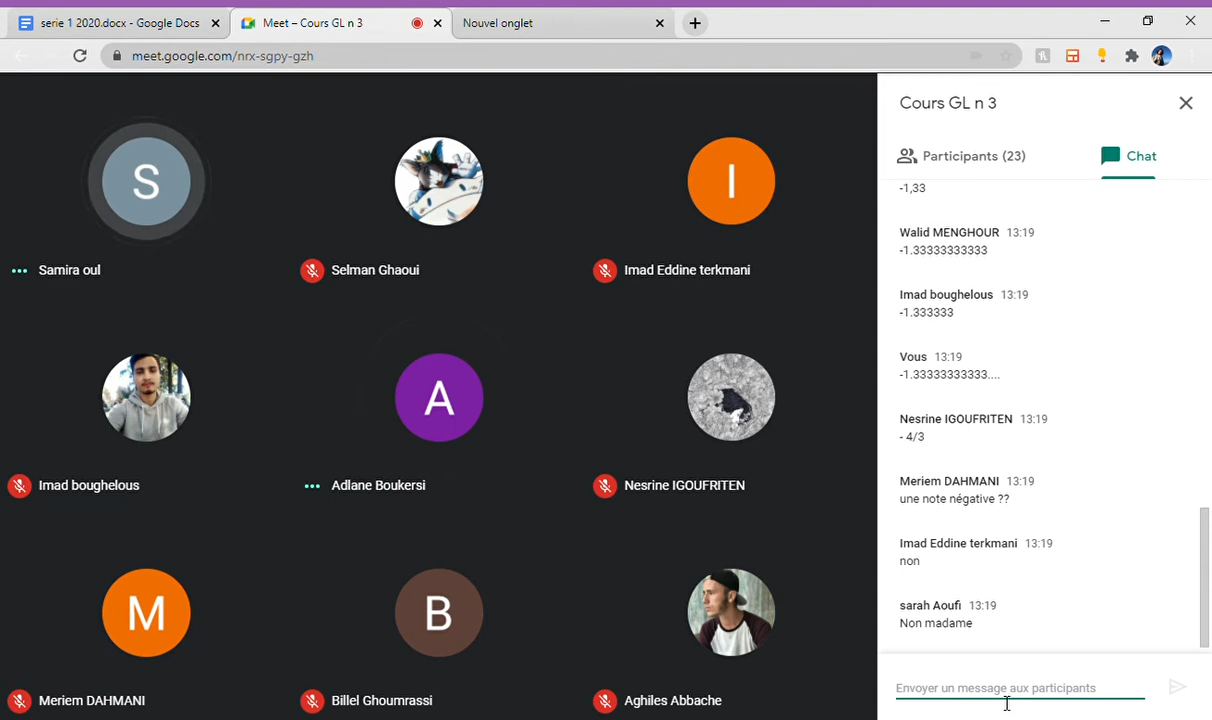 serie 1 2020.docx - Google Docs
Meet – Cours GL n 3
Nouvel onglet
meet.google.com/nrx-sgpy-gzh
Cours GL n 3
Participants (23)
Chat
-1,33
Walid MENGHOUR 13:19
-1.33333333333
Imad boughelous 13:19
-1.333333
Vous 13:19
-1.33333333333....
Nesrine IGOUFRITEN 13:19
- 4/3
Meriem DAHMANI 13:19
une note négative ??
Imad Eddine terkmani 13:19
non
sarah Aoufi 13:19
Non madame
Envoyer un message aux participants
S
Samira oul
Selman Ghaoui
I
Imad Eddine terkmani
Imad boughelous
A
Adlane Boukersi
Nesrine IGOUFRITEN
M
Meriem DAHMANI
B
Billel Ghoumrassi
Aghiles Abbache